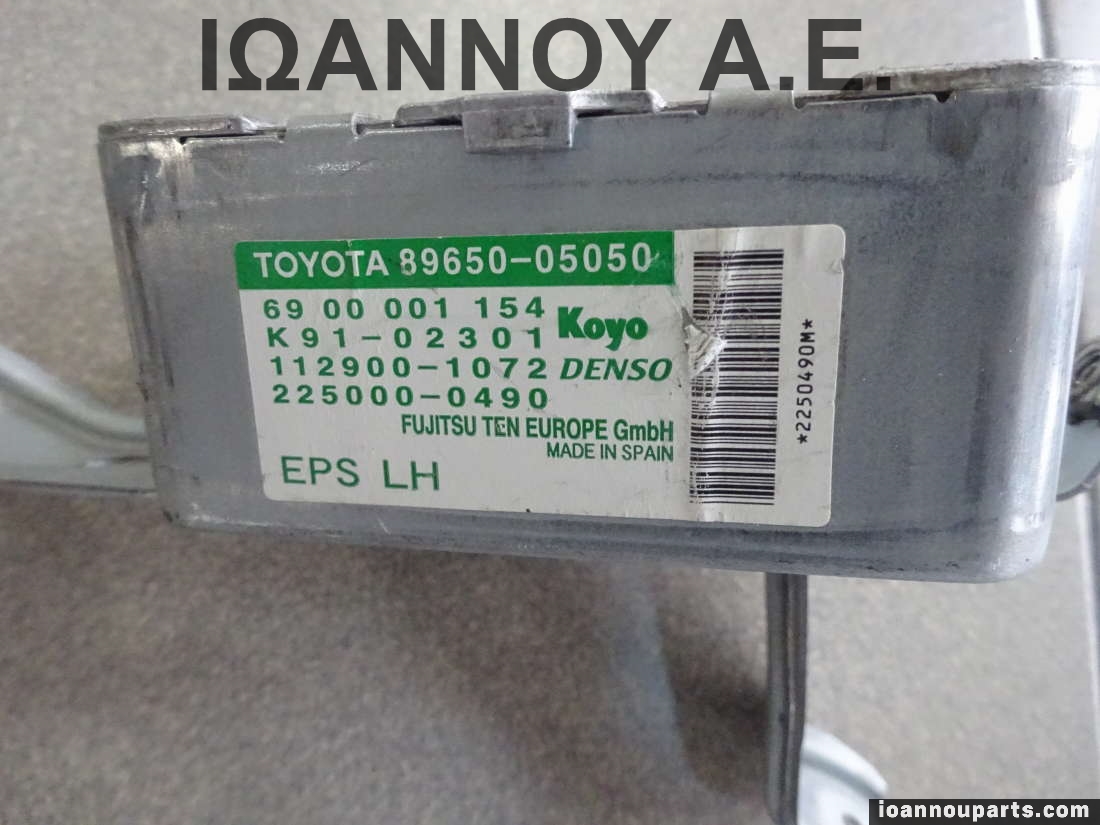 ΙΩΑΝΝΟΥ Α.Ε.
TOYOTA 89650-05050
69 00 001 154
K91-02301 Koyo
112900-1072 DENSO
225000-0490
FUJITSU TEN EUROPE GmbH
MADE IN SPAIN
EPS LH
*2250490M*
ioannouparts.com